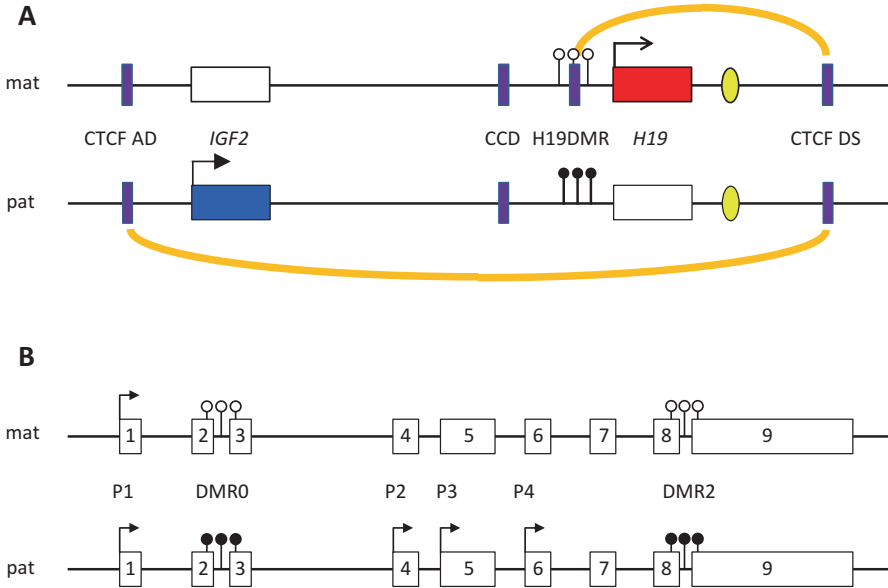 A
mat
CTCF AD IGF2 CCD H19DMR H19 CTCF DS
pat
B
mat 1 2 3 4 5 6 7 8 9
P1 DMR0 P2 P3 P4 DMR2
pat 1 2 3 4 5 6 7 8 9